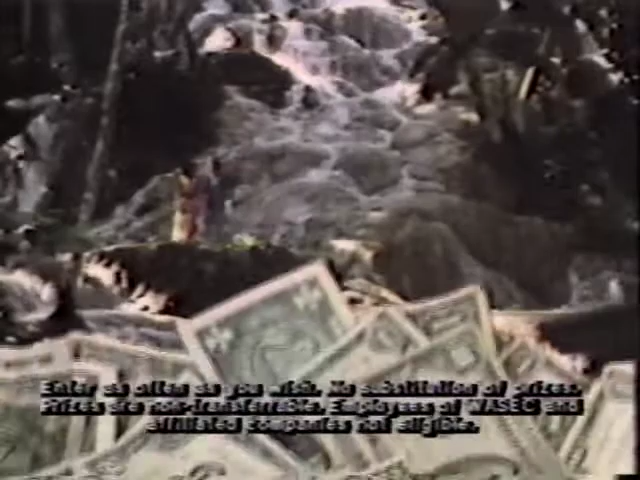 Enter as often as you wish. No substitution of prizes.
Prizes are non-transferrable. Employees of WASEC and
affiliated companies not eligible.